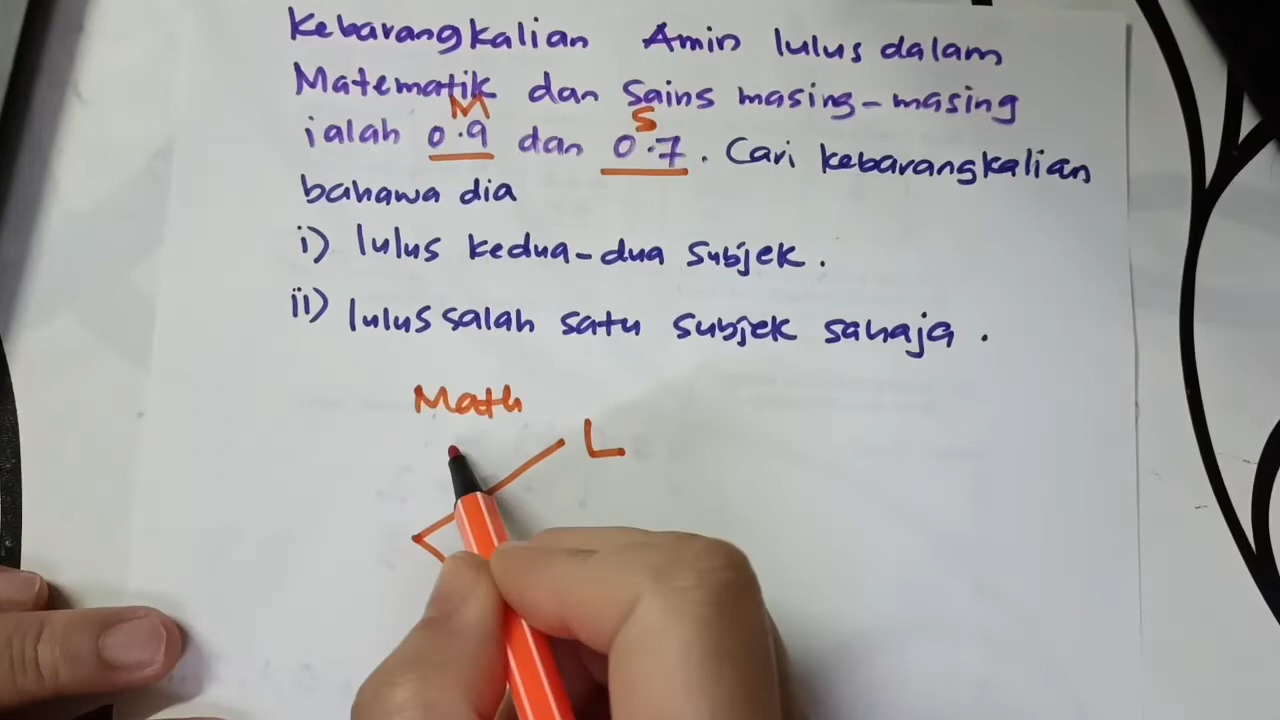 Kebarangkalian Amin lulus dalam
Matematik dan Sains masing-masing
M S
ialah 0.9 dan 0.7. Cari kebarangkalian
bahawa dia
i) lulus kedua-dua subjek.
ii) lulus salah satu subjek sahaja.
Math
L